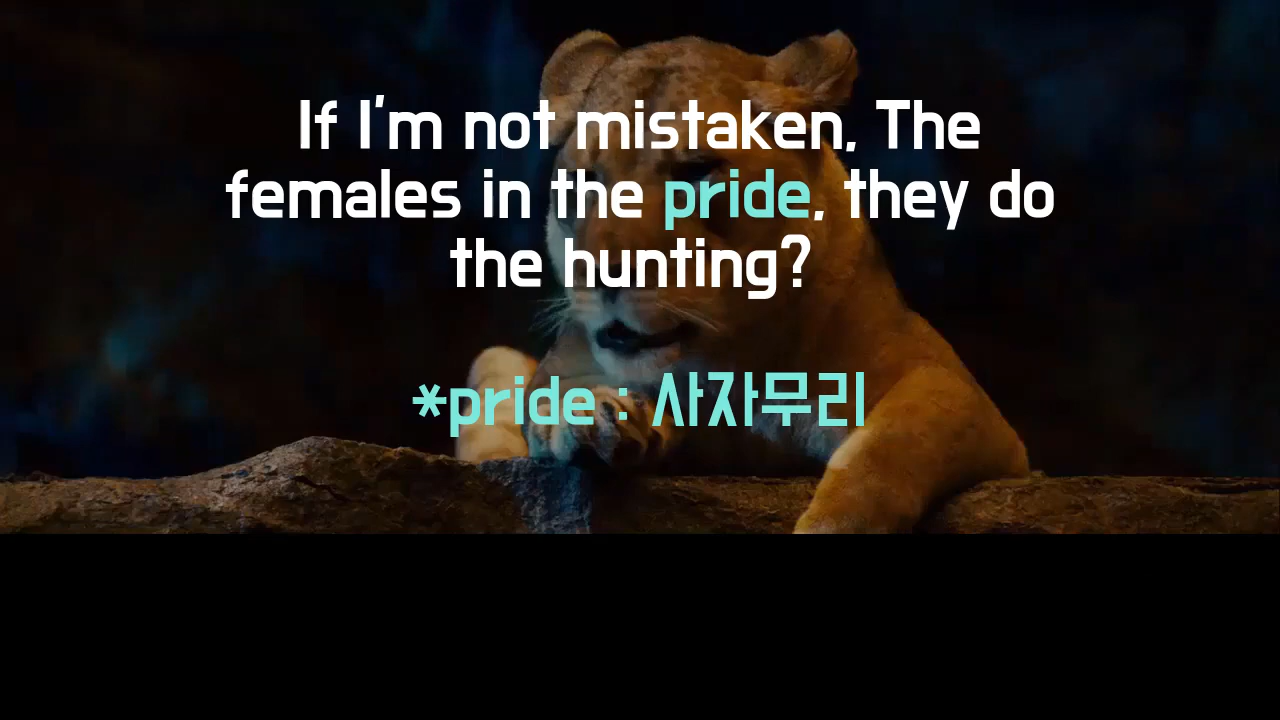 If I'm not mistaken, The
females in the pride, they do
the hunting?
*pride : 사자무리